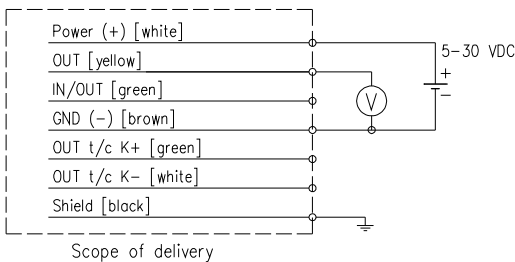 Power (+) [white]
5-30 VDC
OUT [yellow]
+
IN/OUT [green]
V
−
GND (−) [brown]
OUT t/c K+ [green]
OUT t/c K− [white]
Shield [black]
Scope of delivery